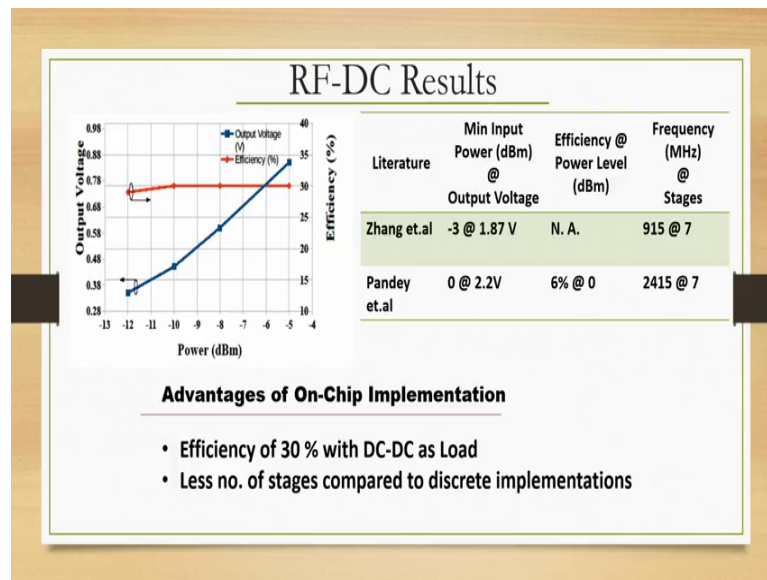 RF-DC Results
Output Voltage
0.98
0.88
0.78
0.68
0.58
0.48
0.38
0.28
Output Voltage
(V)
Efficiency (%)
40
35
30
25
20
15
10
Efficiency (%)
-13 -12 -11 -10 -9 -8 -7 -6 -5 -4
Power (dBm)
Literature
Min Input
Power (dBm)
@
Output Voltage
Efficiency @
Power Level
(dBm)
Frequency
(MHz)
@
Stages
Zhang et.al -3 @ 1.87 V N. A. 915 @ 7
Pandey 0 @ 2.2V 6% @ 0 2415 @ 7
et.al
Advantages of On-Chip Implementation
• Efficiency of 30 % with DC-DC as Load
• Less no. of stages compared to discrete implementations